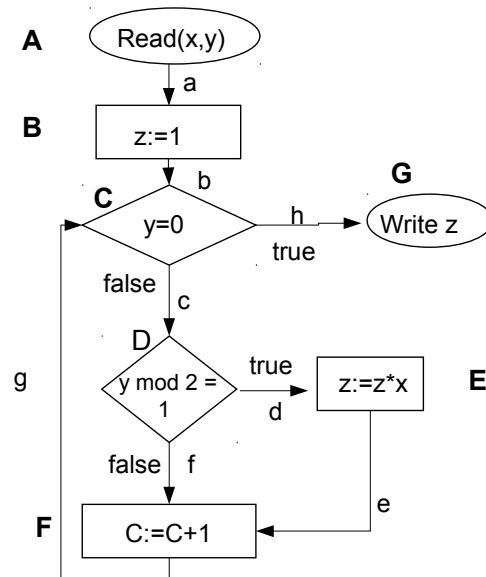 A
Read(x,y)
a
B
z:=1
b
C
G
y=0
h
Write z
true
false
c
D
g
true
y mod 2 =
1
z:=z*x
E
d
false
f
e
F
C:=C+1